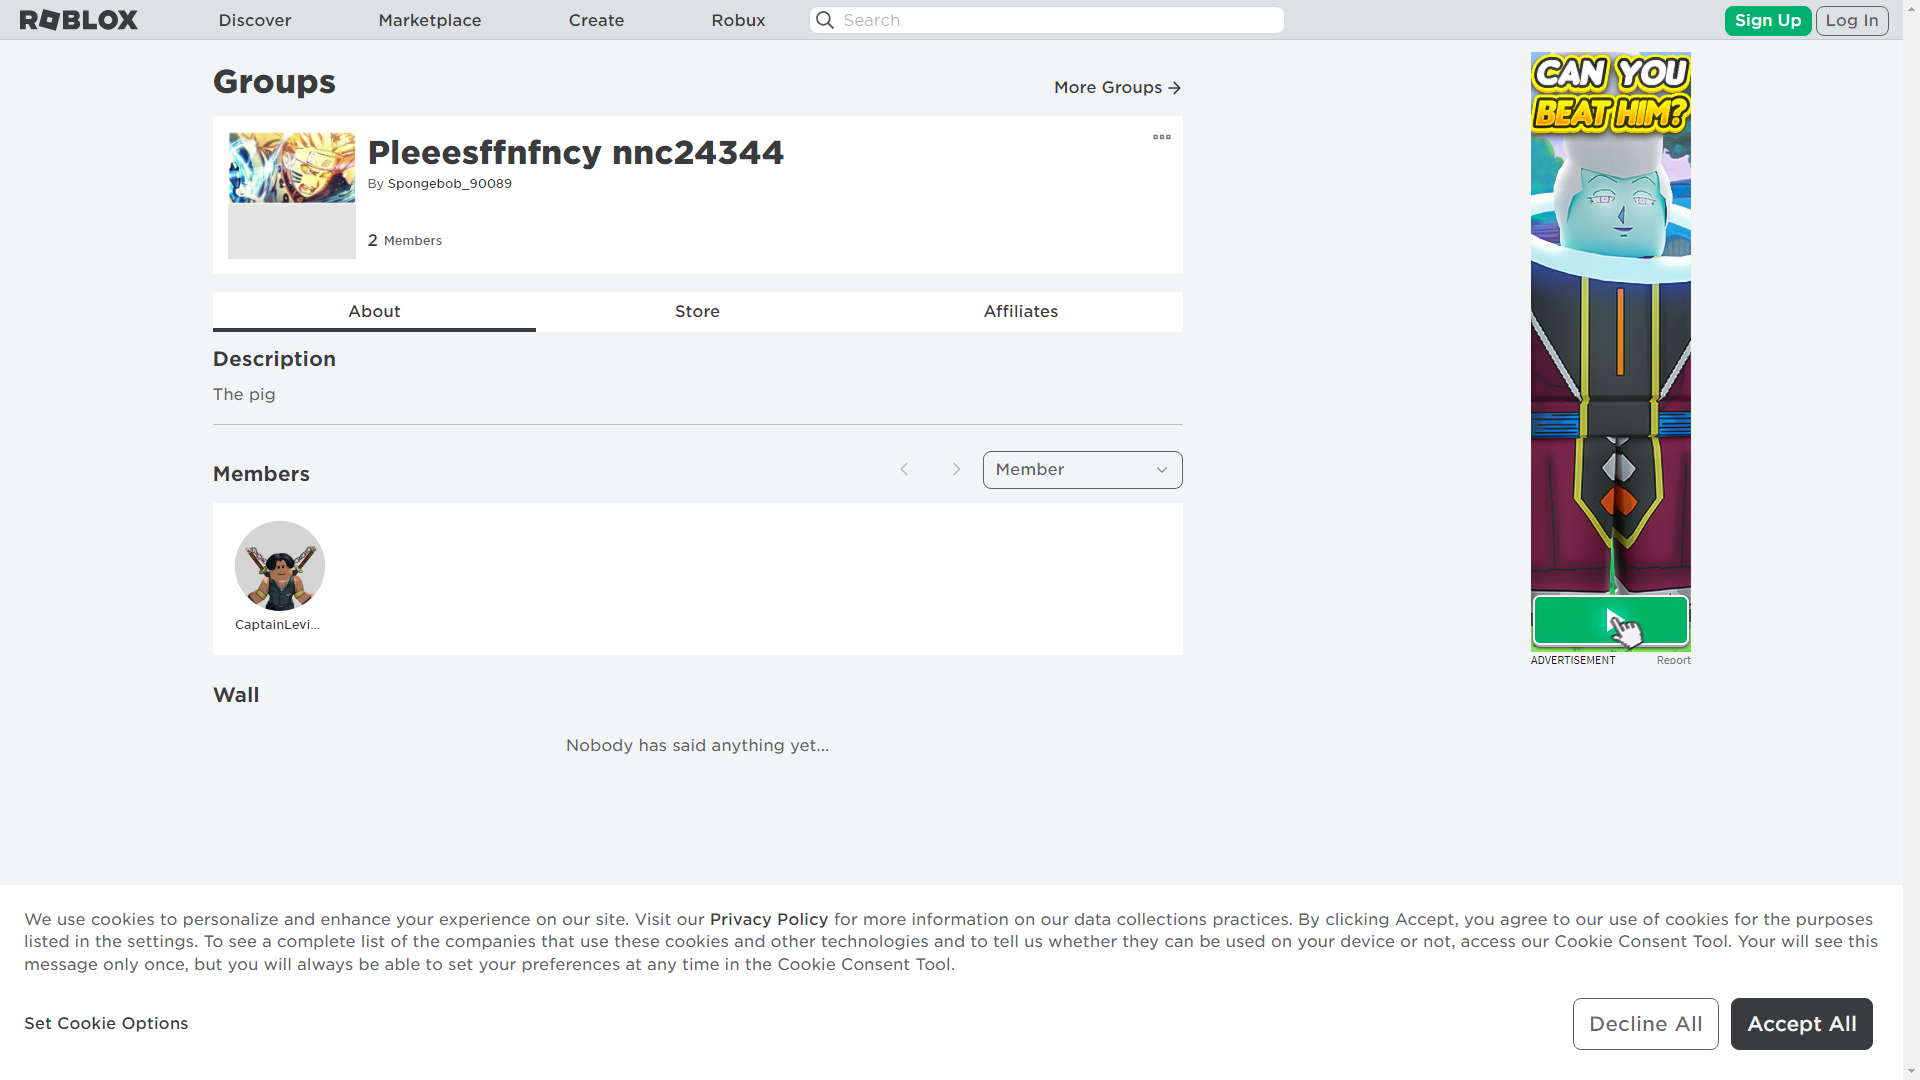 ROBLOX
Discover
Marketplace
Create
Robux
Search
Sign Up
Log In
Groups
More Groups
Pleeesffnfncy nnc24344
By Spongebob_90089
2 Members
About
Store
Affiliates
Description
The pig
Members
Member
CaptainLevi...
Wall
Nobody has said anything yet...
CAN YOU
BEAT HIM?
ADVERTISEMENT
Report
We use cookies to personalize and enhance your experience on our site. Visit our Privacy Policy for more information on our data collections practices. By clicking Accept, you agree to our use of cookies for the purposes
listed in the settings. To see a complete list of the companies that use these cookies and other technologies and to tell us whether they can be used on your device or not, access our Cookie Consent Tool. Your will see this
message only once, but you will always be able to set your preferences at any time in the Cookie Consent Tool.
Set Cookie Options
Decline All
Accept All